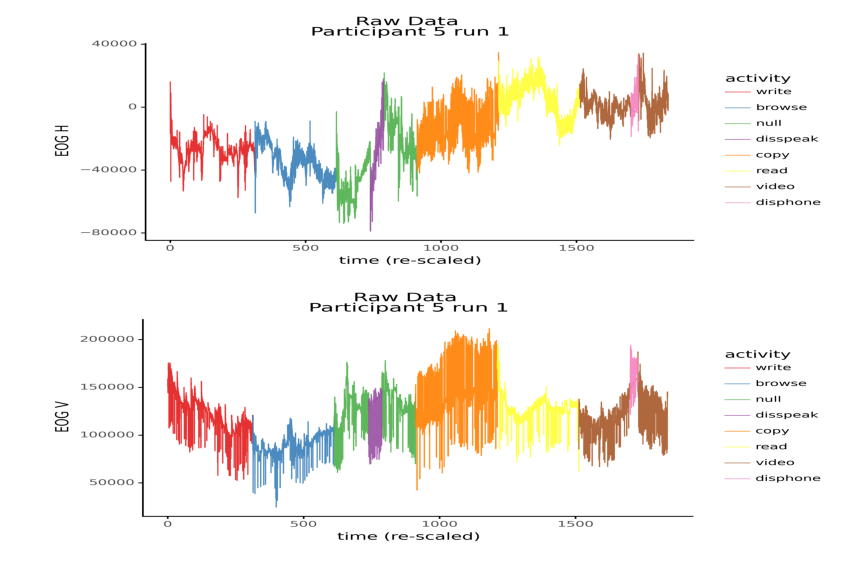 Raw Data
Participant 5 run 1
40000
0
−40000
−80000
EOG H
0 500 1000 1500
time (re-scaled)
activity
write
browse
null
disspeak
copy
read
video
disphone
Raw Data
Participant 5 run 1
200000
150000
100000
50000
EOG V
0 500 1000 1500
time (re-scaled)
activity
write
browse
null
disspeak
copy
read
video
disphone